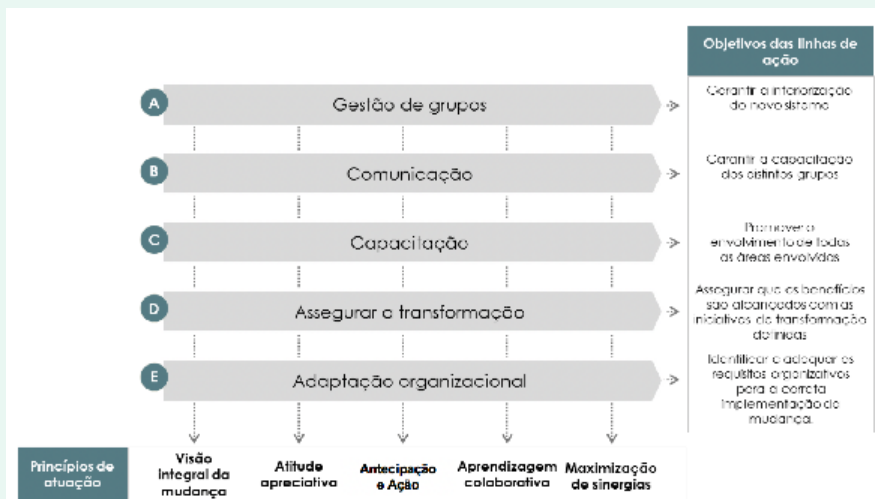 Objetivos das linhas de
ação
A
Gestão de grupos
Garantir a interiorização
do novo sistema
B
Comunicação
Garantir a capacitação
dos distintos grupos
C
Capacitação
Promover o
envolvimento de todas
as áreas envolvidas
D
Assegurar a transformação
Assegurar que os benefícios
são alcançados com as
iniciativas de transformação
definidas
E
Adaptação organizacional
Identificar e adequar os
requisitos organizativos
para a correta
implementação da
mudança.
Princípios de
atuação
Visão
integral da
mudança
Atitude
apreciativa
Antecipação
e Ação
Aprendizagem
colaborativa
Maximização
de sinergias